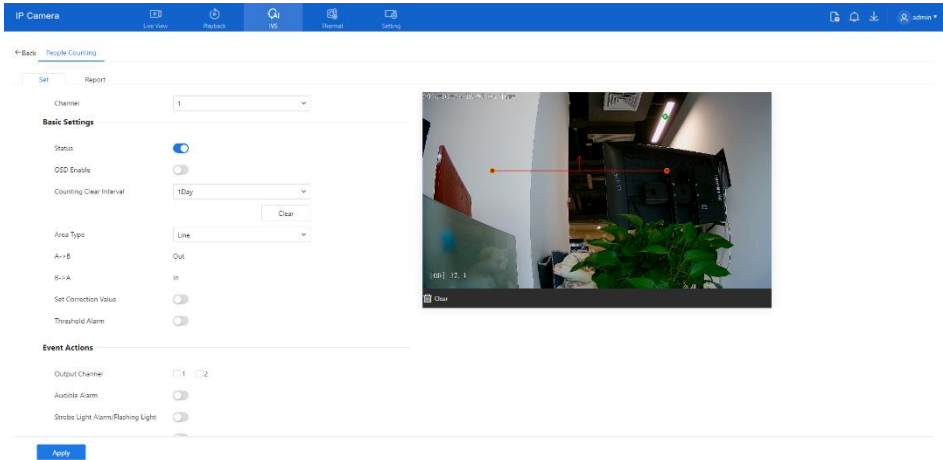 IP Camera
Live View
Playback
IVS
Thermal
Setting
admin
Back People Counting
Set Report
Channel 1
Basic Settings
Status
OSD Enable
Counting Clear Interval 1Day
Clear
Area Type Line
A->B Out
B->A In
Set Correction Value
Threshold Alarm
Clear
Event Actions
Output Channel 1 2
Audible Alarm
Strobe Light Alarm/Flashing Light
Apply